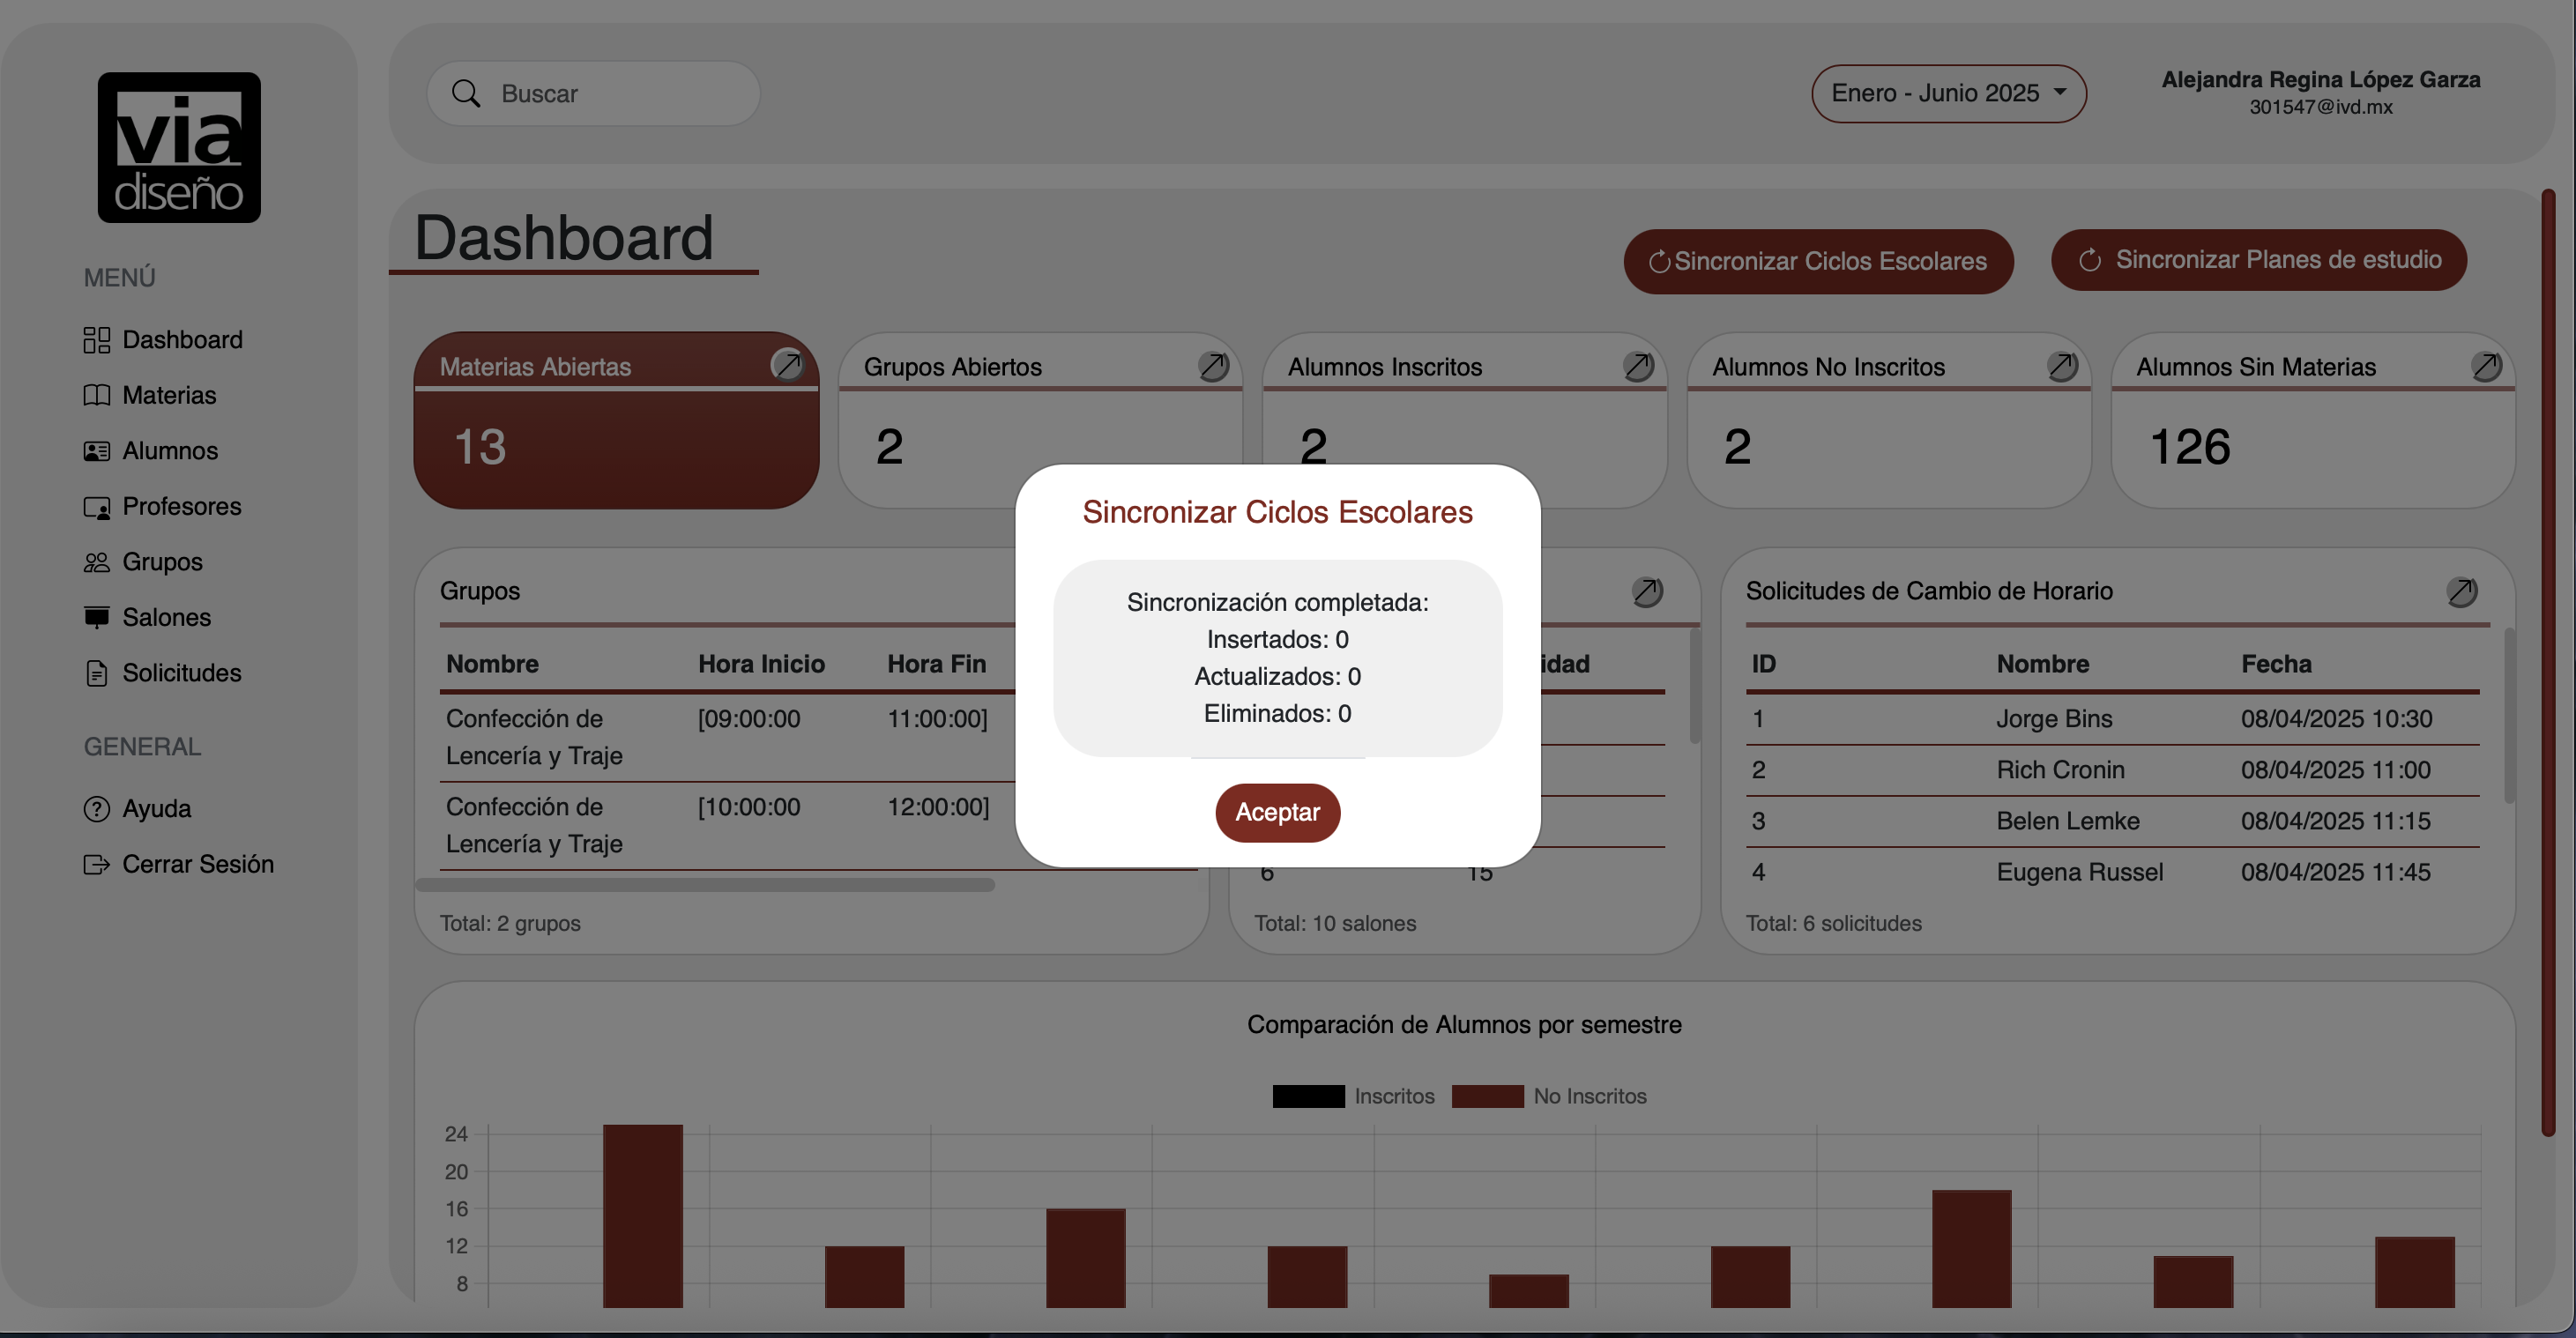 via
diseño
MENÚ
Dashboard
Materias
Alumnos
Profesores
Grupos
Salones
Solicitudes
GENERAL
Ayuda
Cerrar Sesión
Buscar
Enero - Junio 2025
Alejandra Regina López Garza
301547@ivd.mx
Dashboard
Sincronizar Ciclos Escolares
Sincronizar Planes de estudio
Materias Abiertas
13
Grupos Abiertos
2
Alumnos Inscritos
2
Alumnos No Inscritos
2
Alumnos Sin Materias
126
Sincronizar Ciclos Escolares
Sincronización completada:
Insertados: 0
Actualizados: 0
Eliminados: 0
Aceptar
Grupos
Nombre Hora Inicio Hora Fin
Confección de [09:00:00 11:00:00]
Lencería y Traje
Confección de [10:00:00 12:00:00]
Lencería y Traje
Total: 2 grupos
idad
6 15
Total: 10 salones
Solicitudes de Cambio de Horario
ID Nombre Fecha
1 Jorge Bins 08/04/2025 10:30
2 Rich Cronin 08/04/2025 11:00
3 Belen Lemke 08/04/2025 11:15
4 Eugena Russel 08/04/2025 11:45
Total: 6 solicitudes
Comparación de Alumnos por semestre
Inscritos No Inscritos
24
20
16
12
8